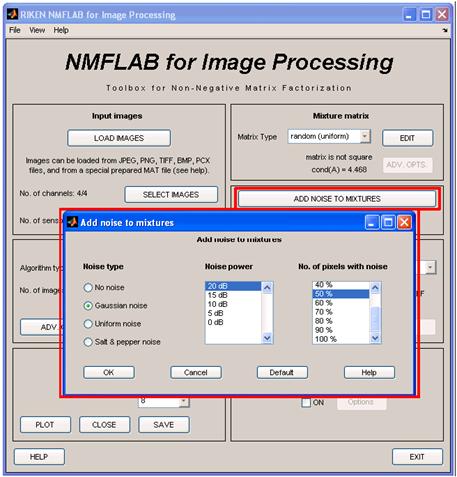 RIKEN NMFLAB for Image Processing
File View Help
NMFLAB for Image Processing
Toolbox for Non-Negative Matrix Factorization
Input images
LOAD IMAGES
Images can be loaded from JPEG, PNG, TIFF, BMP, PCX
files, and from a special prepared MAT file (see help).
No. of channels: 4/4
SELECT IMAGES
Mixture matrix
Matrix Type
random (uniform)
EDIT
matrix is not square
cond(A) = 4.468
ADV. OPTS.
ADD NOISE TO MIXTURES
No. of
Algorithm
No. of
Add noise to mixtures
Add noise to mixtures
Noise type
No noise
Gaussian noise
Uniform noise
Salt & pepper noise
Noise power
20 dB
15 dB
10 dB
5 dB
0 dB
No. of pixels with noise
40 %
50 %
60 %
70 %
80 %
90 %
100 %
OK
Cancel
Default
Help
8
PLOT
CLOSE
SAVE
ON
Options
HELP
EXIT